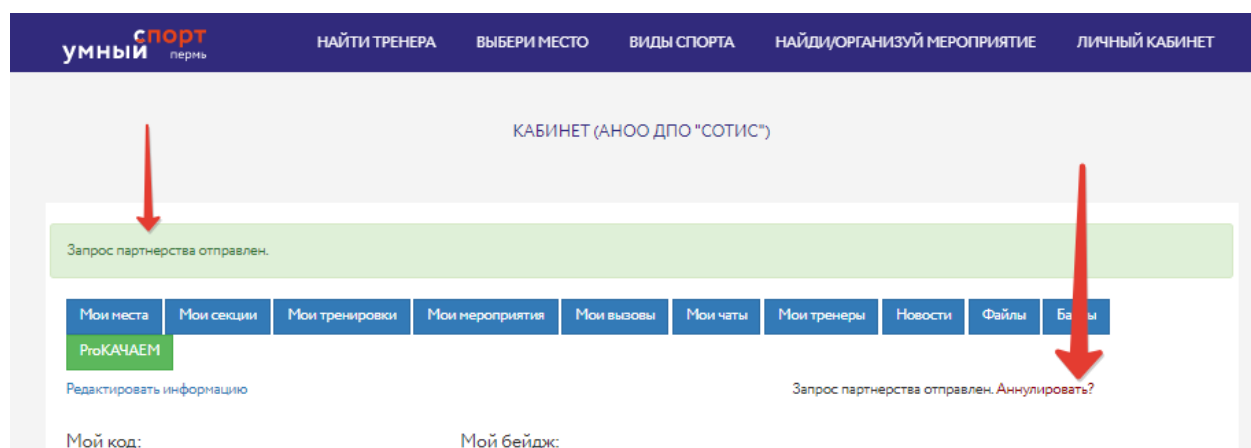 умный спорт пермь
НАЙТИ ТРЕНЕРА ВЫБЕРИ МЕСТО ВИДЫ СПОРТА НАЙДИ/ОРГАНИЗУЙ МЕРОПРИЯТИЕ ЛИЧНЫЙ КАБИНЕТ
КАБИНЕТ (АНОО ДПО "СОТИС")
Запрос партнерства отправлен.
Мои места Мои секции Мои тренировки Мои мероприятия Мои вызовы Мои чаты Мои тренеры Новости Файлы
ProКАЧАЕМ
Редактировать информацию Запрос партнерства отправлен. Аннулировать?
Мой код: Мой бейдж: